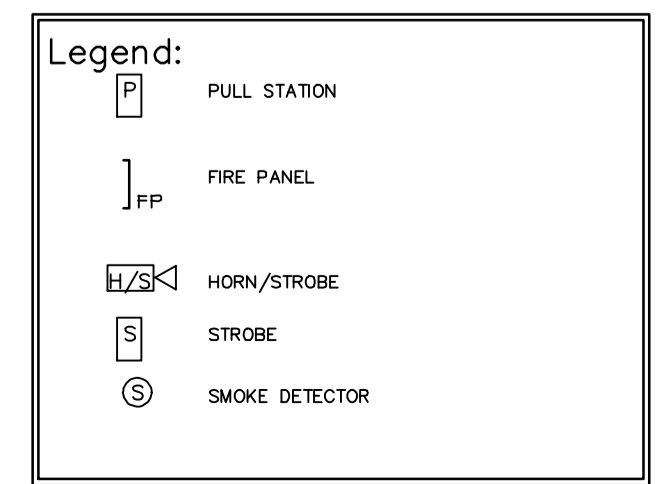 Legend:
P PULL STATION
FP FIRE PANEL
H/S HORN/STROBE
S STROBE
S SMOKE DETECTOR